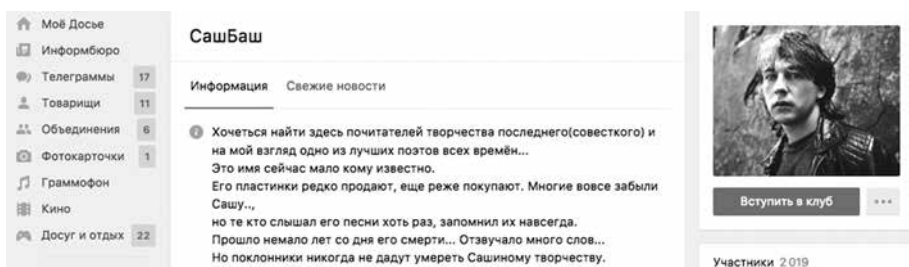 Моё Досье
Информбюро
Телеграммы 17
Товарищи 11
Объединения 6
Фотокарточки 1
Граммофон
Кино
Досуг и отдых 22
СашБаш
Информация Свежие новости
Хочеться найти здесь почитателей творчества последнего(совесткого) и
на мой взгляд одно из лучших поэтов всех времён...
Это имя сейчас мало кому известно.
Его пластинки редко продают, еще реже покупают. Многие вовсе забыли
Сашу..,
но те кто слышал его песни хоть раз, запомнил их навсегда.
Прошло немало лет со дня его смерти... Отзвучало много слов...
Но поклонники никогда не дадут умереть Сашиному творчеству.
Вступить в клуб
Участники 2 019